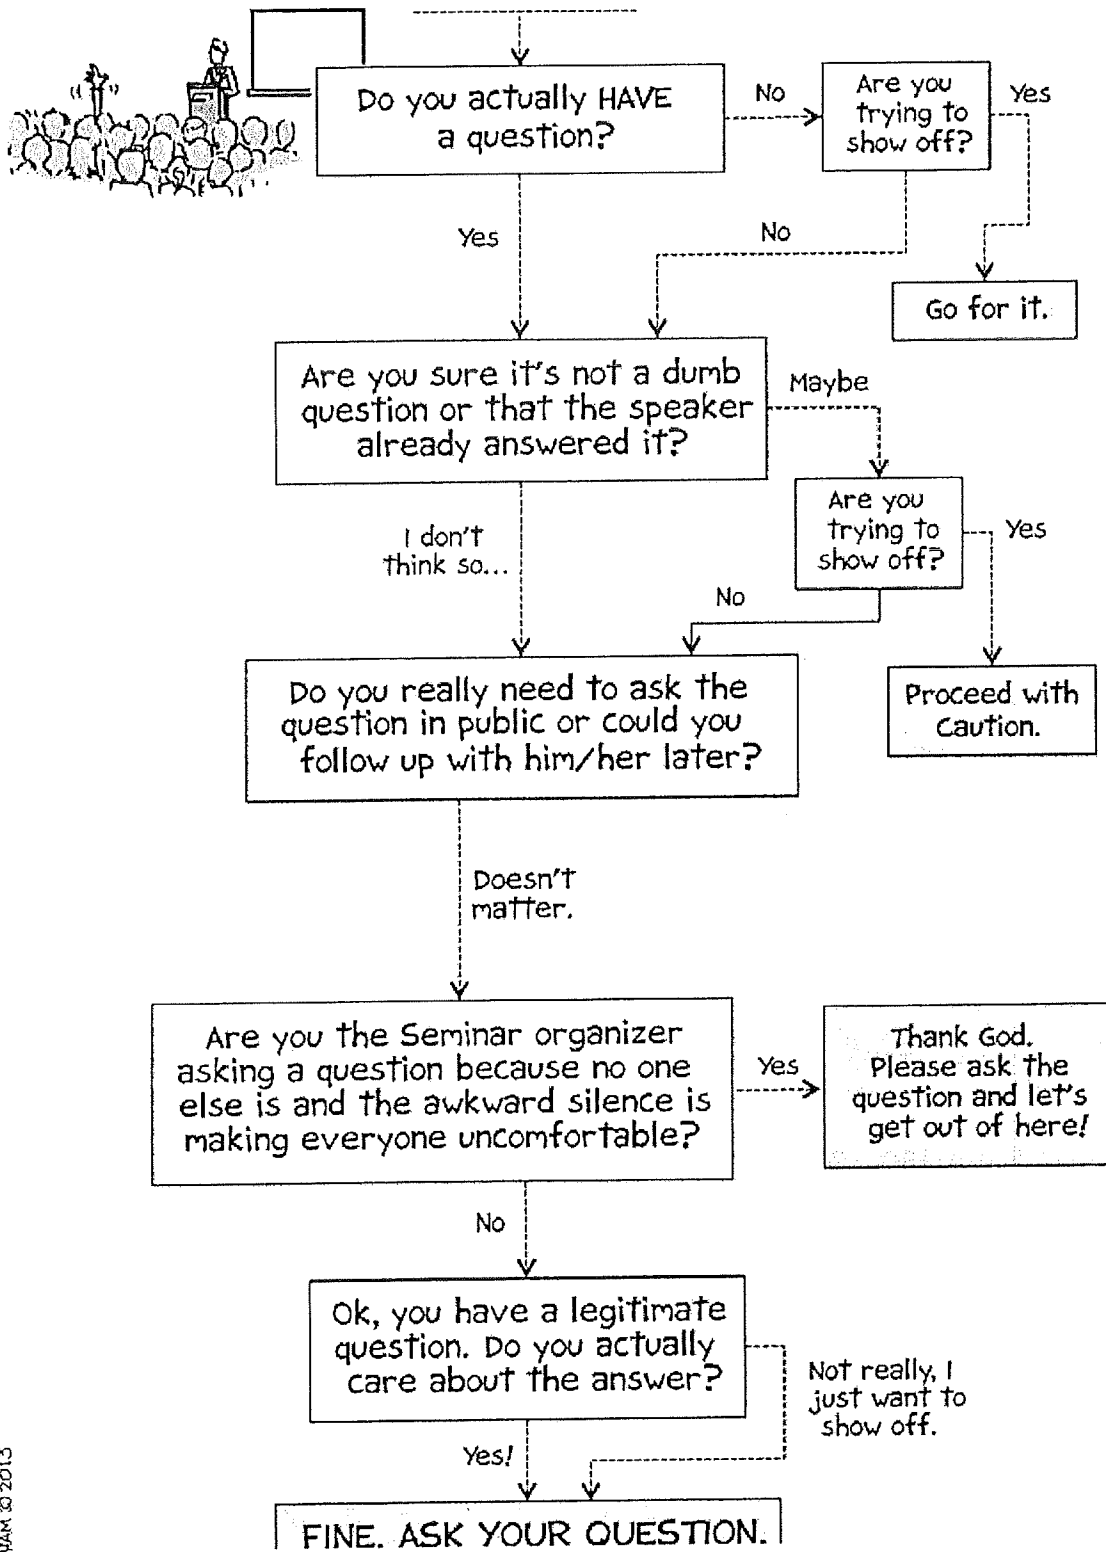 Do you actually HAVE
a question?
No
Are you
trying to
show off?
Yes
Yes
No
Go for it.
Are you sure it's not a dumb
question or that the speaker
already answered it?
Maybe
I don't
think so...
Are you
trying to
show off?
Yes
No
Do you really need to ask the
question in public or could you
follow up with him/her later?
Proceed with
Caution.
Doesn't
matter.
Are you the Seminar organizer
asking a question because no one
else is and the awkward silence is
making everyone uncomfortable?
Yes
Thank God.
Please ask the
question and let's
get out of here!
No
Ok, you have a legitimate
question. Do you actually
care about the answer?
Not really, I
just want to
show off.
Yes!
FINE. ASK YOUR QUESTION.
2013